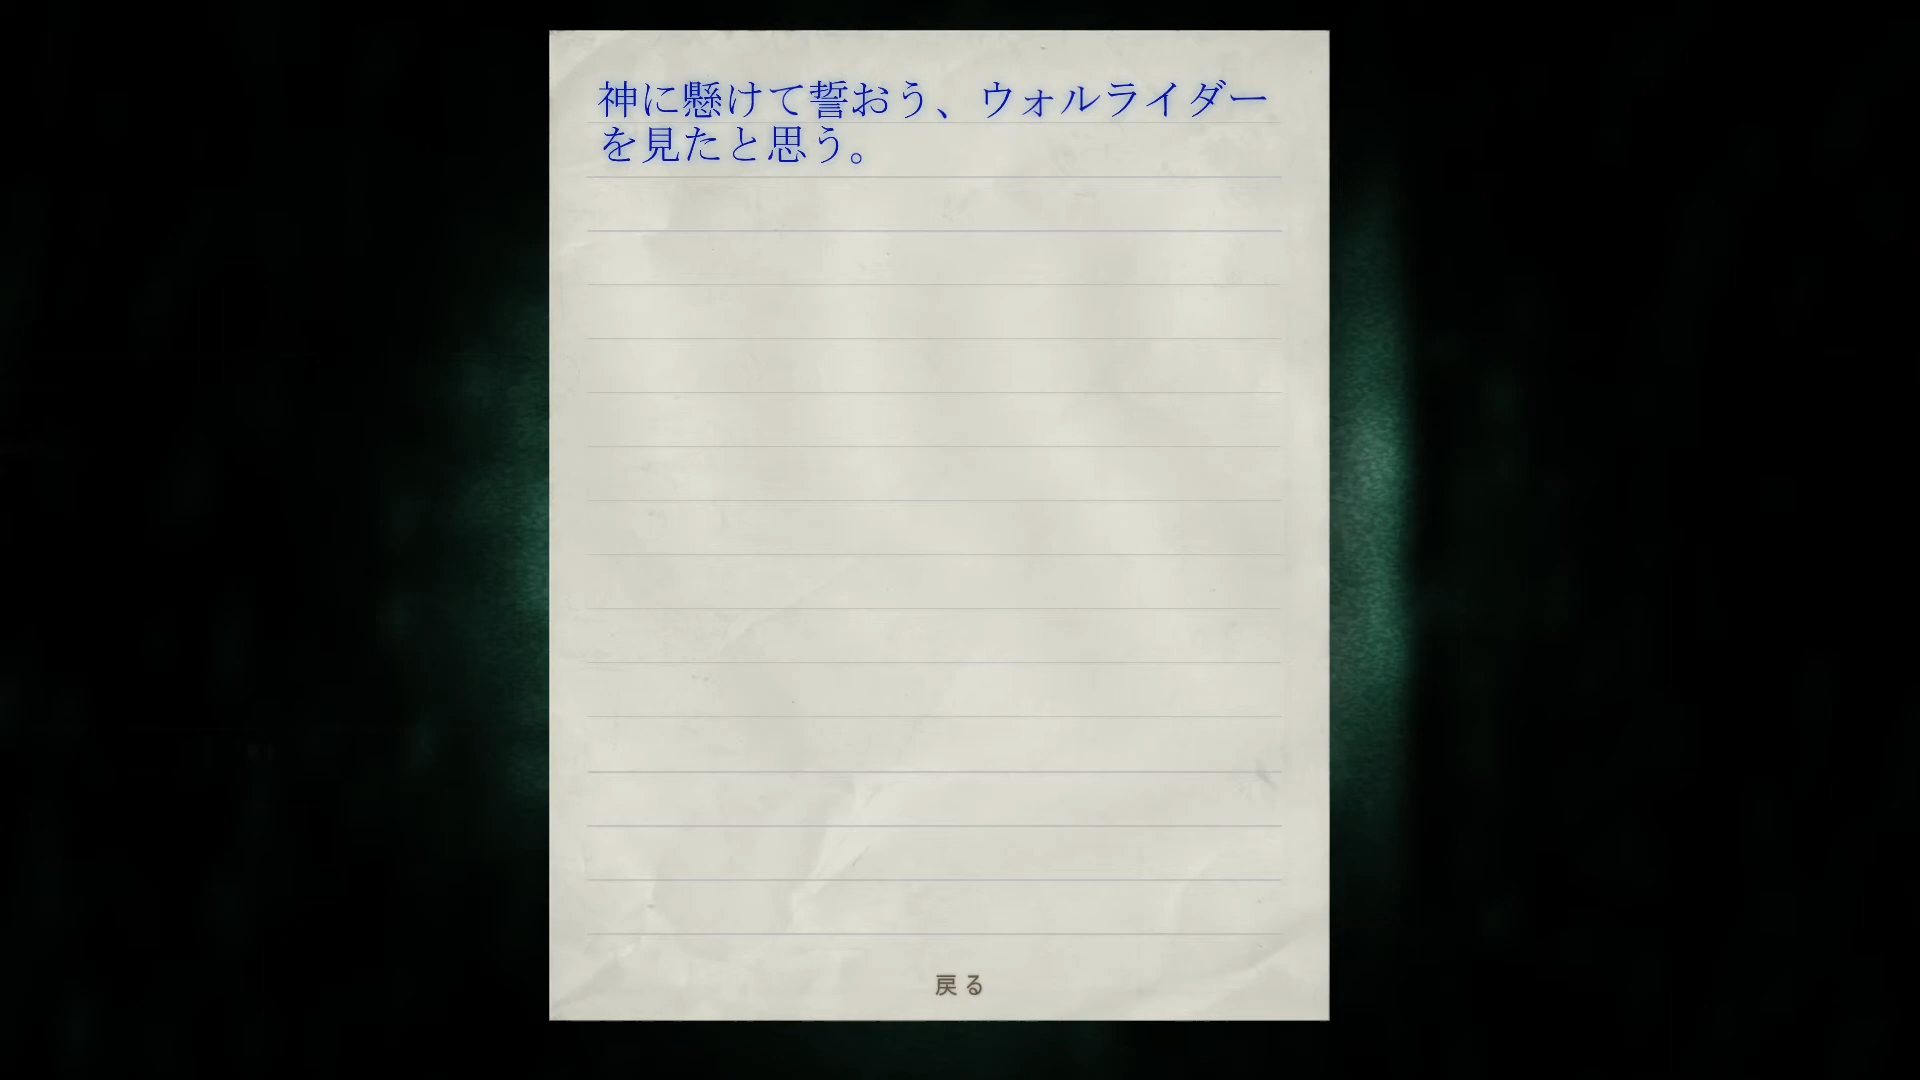 神に懸けて誓おう、ウォルライダー
を見たと思う。
戻る